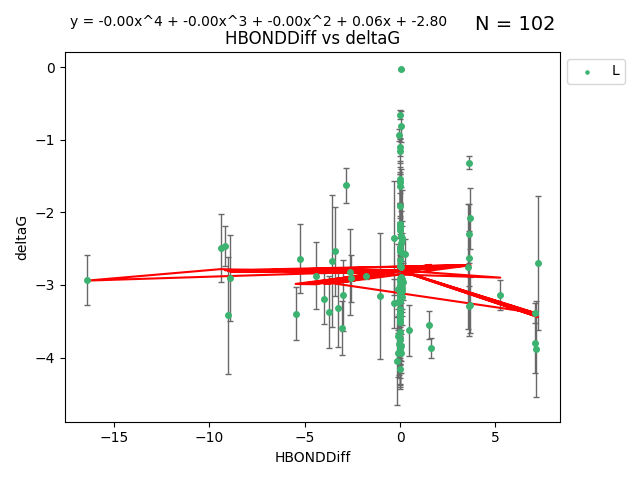 y = -0.00x^4 + -0.00x^3 + -0.00x^2 + 0.06x + -2.80
N = 102
HBONDDiff vs deltaG
L
deltaG
0
−1
−2
−3
−4
−15
−10
−5
0
5
HBONDDiff